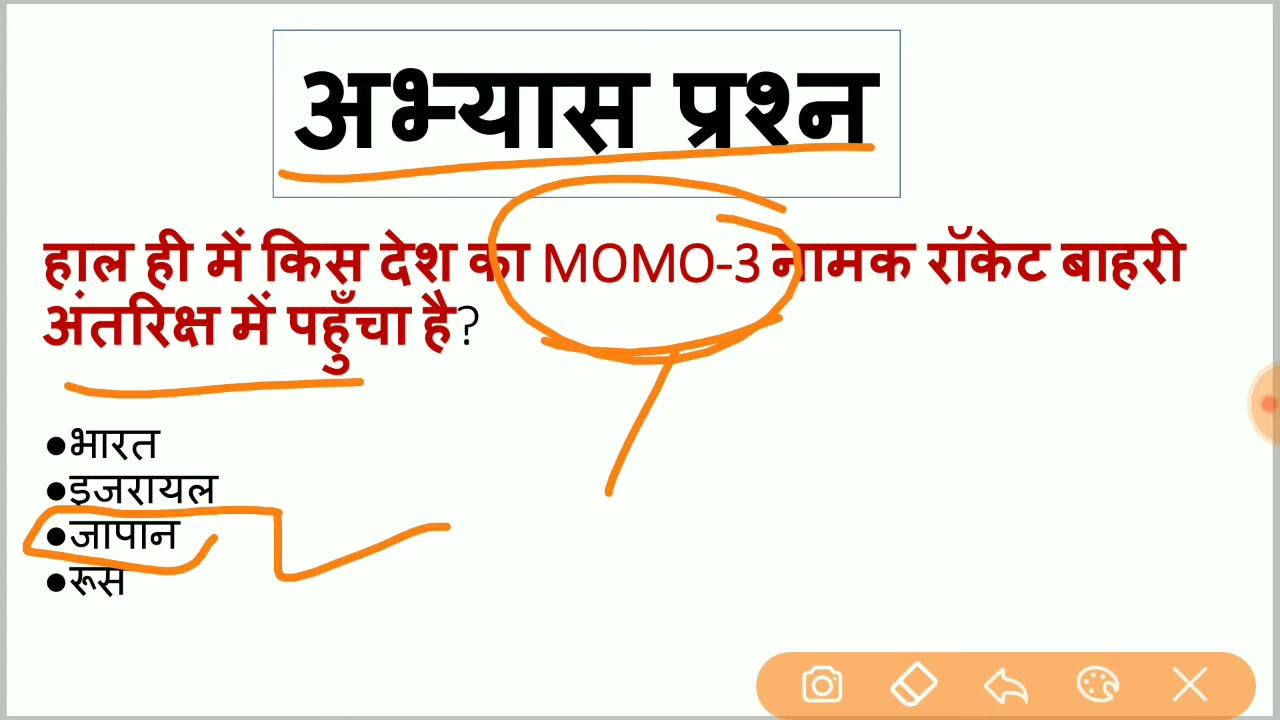 अभ्यास प्रश्न
हाल ही में किस देश का MOMO-3 नामक रॉकेट बाहरी
अंतरिक्ष में पहुँचा है?
●भारत
●इजरायल
●जापान
●रूस